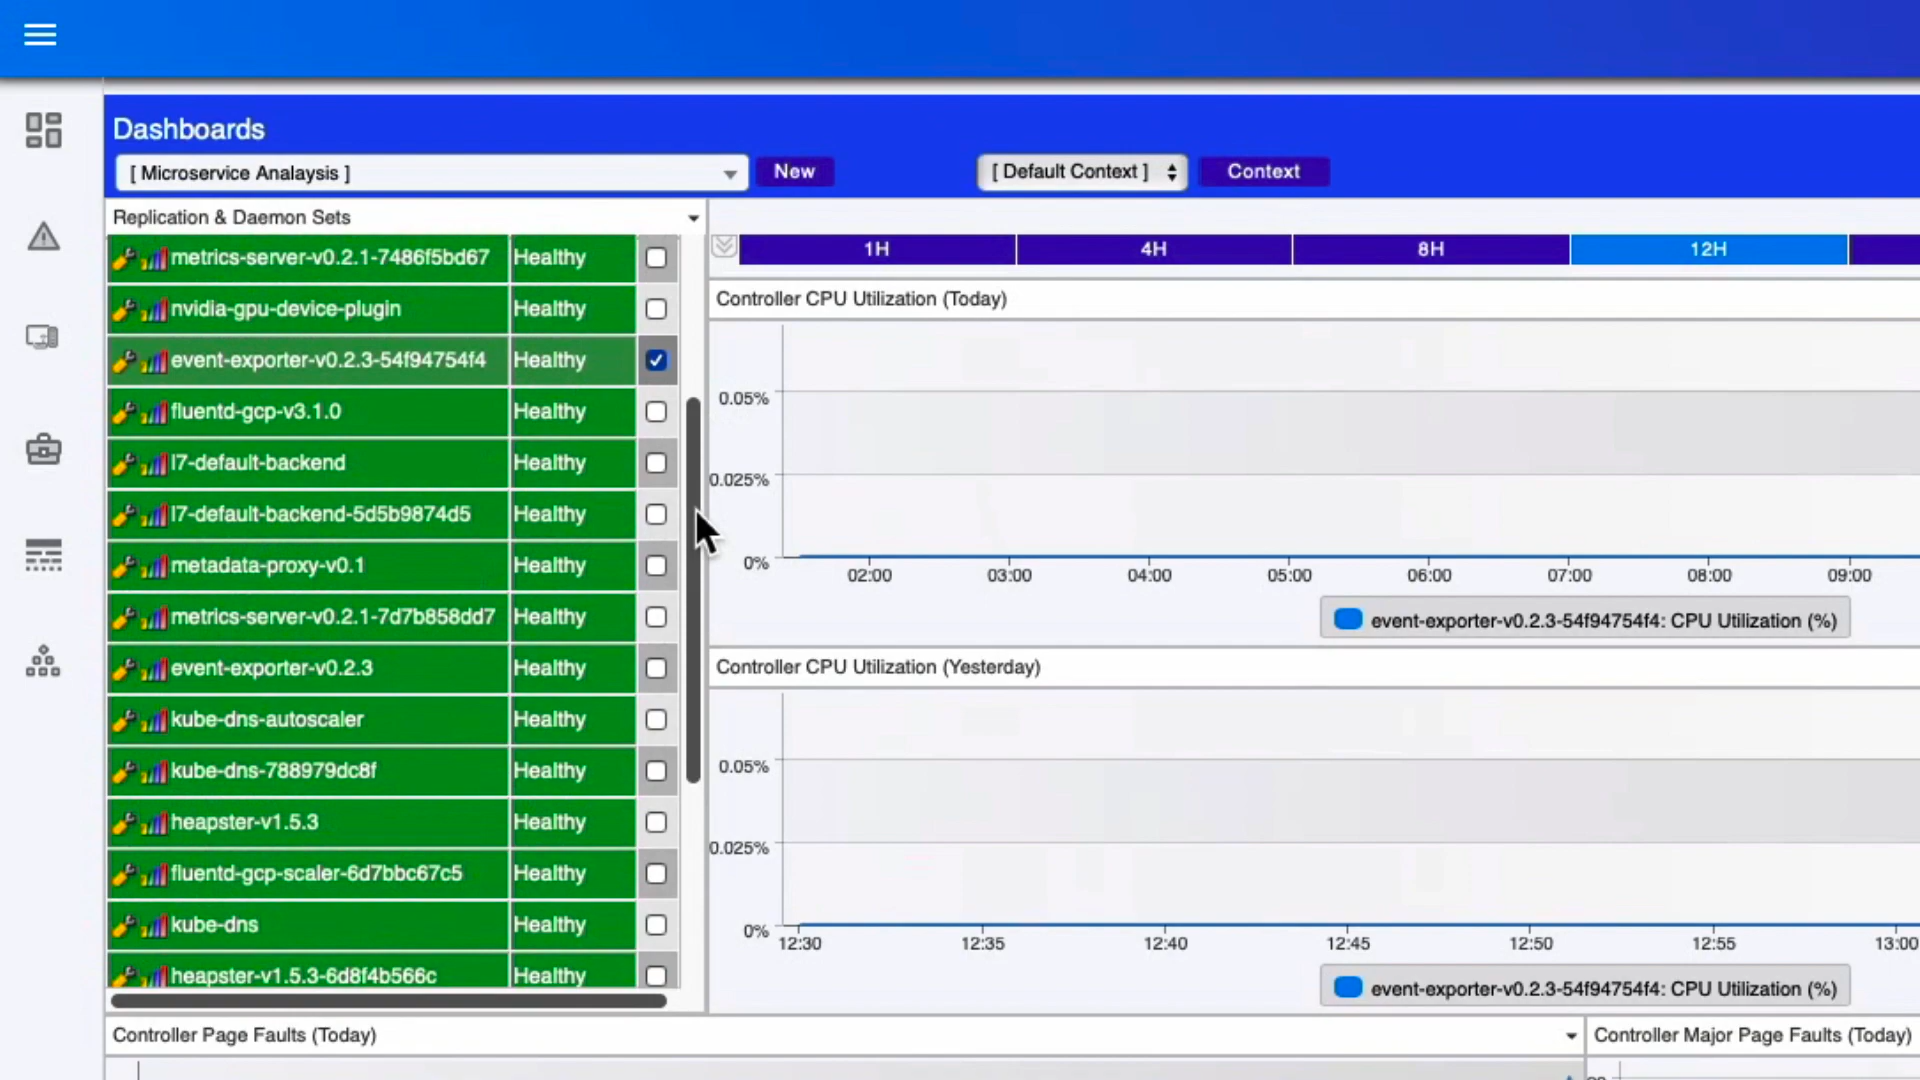 Dashboards
[ Microservice Analaysis ]
New
[ Default Context ]
Context
Replication & Daemon Sets
metrics-server-v0.2.1-7486f5bd67 Healthy
nvidia-gpu-device-plugin Healthy
event-exporter-v0.2.3-54f94754f4 Healthy
fluentd-gcp-v3.1.0 Healthy
l7-default-backend Healthy
l7-default-backend-5d5b9874d5 Healthy
metadata-proxy-v0.1 Healthy
metrics-server-v0.2.1-7d7b858dd7 Healthy
event-exporter-v0.2.3 Healthy
kube-dns-autoscaler Healthy
kube-dns-788979dc8f Healthy
heapster-v1.5.3 Healthy
fluentd-gcp-scaler-6d7bbc67c5 Healthy
kube-dns Healthy
heapster-v1.5.3-6d8f4b566c Healthy
1H 4H 8H 12H
Controller CPU Utilization (Today)
0.05%
0.025%
0%
02:00 03:00 04:00 05:00 06:00 07:00 08:00 09:00
event-exporter-v0.2.3-54f94754f4: CPU Utilization (%)
Controller CPU Utilization (Yesterday)
0.05%
0.025%
0%
12:30 12:35 12:40 12:45 12:50 12:55 13:00
event-exporter-v0.2.3-54f94754f4: CPU Utilization (%)
Controller Page Faults (Today)
Controller Major Page Faults (Today)